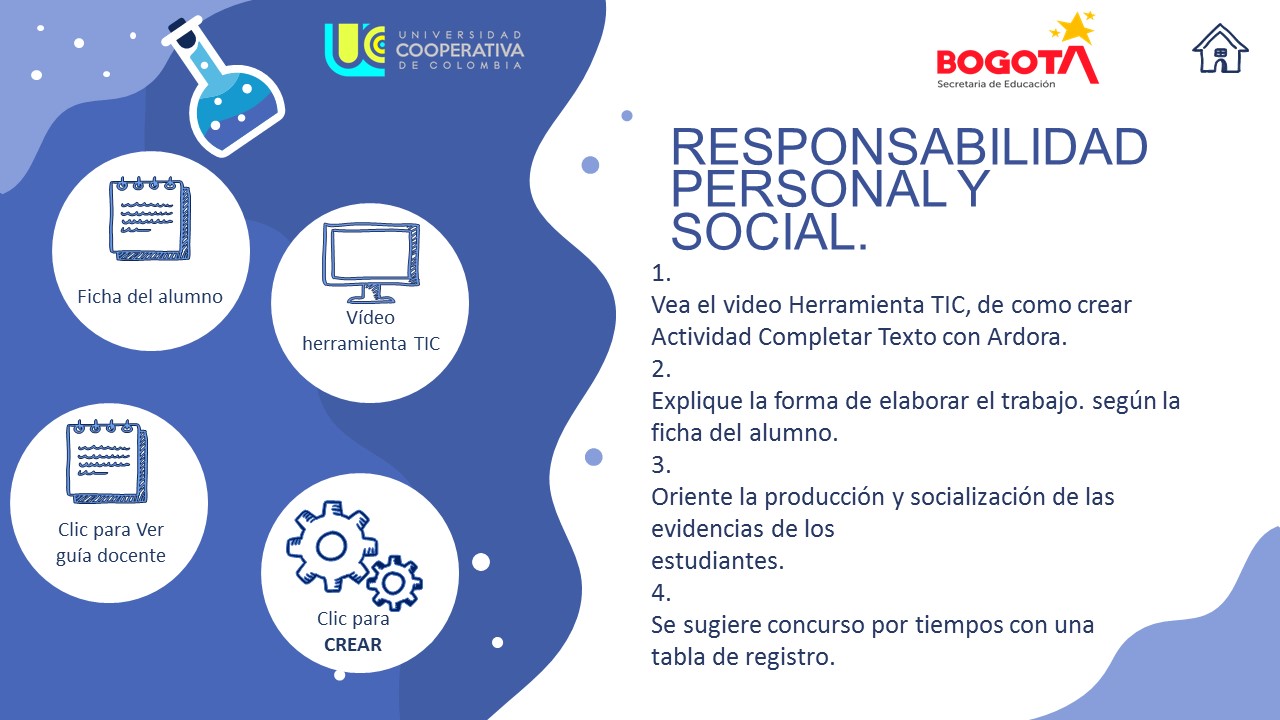 UNIVERSIDAD
COOPERATIVA
DE COLOMBIA
BOGOTA
Secretaría de Educación
Ficha del alumno
Vídeo
herramienta TIC
Clic para Ver
guía docente
Clic para
CREAR
RESPONSABILIDAD
PERSONAL Y
SOCIAL.
1.
Vea el video Herramienta TIC, de como crear
Actividad Completar Texto con Ardora.
2.
Explique la forma de elaborar el trabajo. según la
ficha del alumno.
3.
Oriente la producción y socialización de las
evidencias de los
estudiantes.
4.
Se sugiere concurso por tiempos con una
tabla de registro.